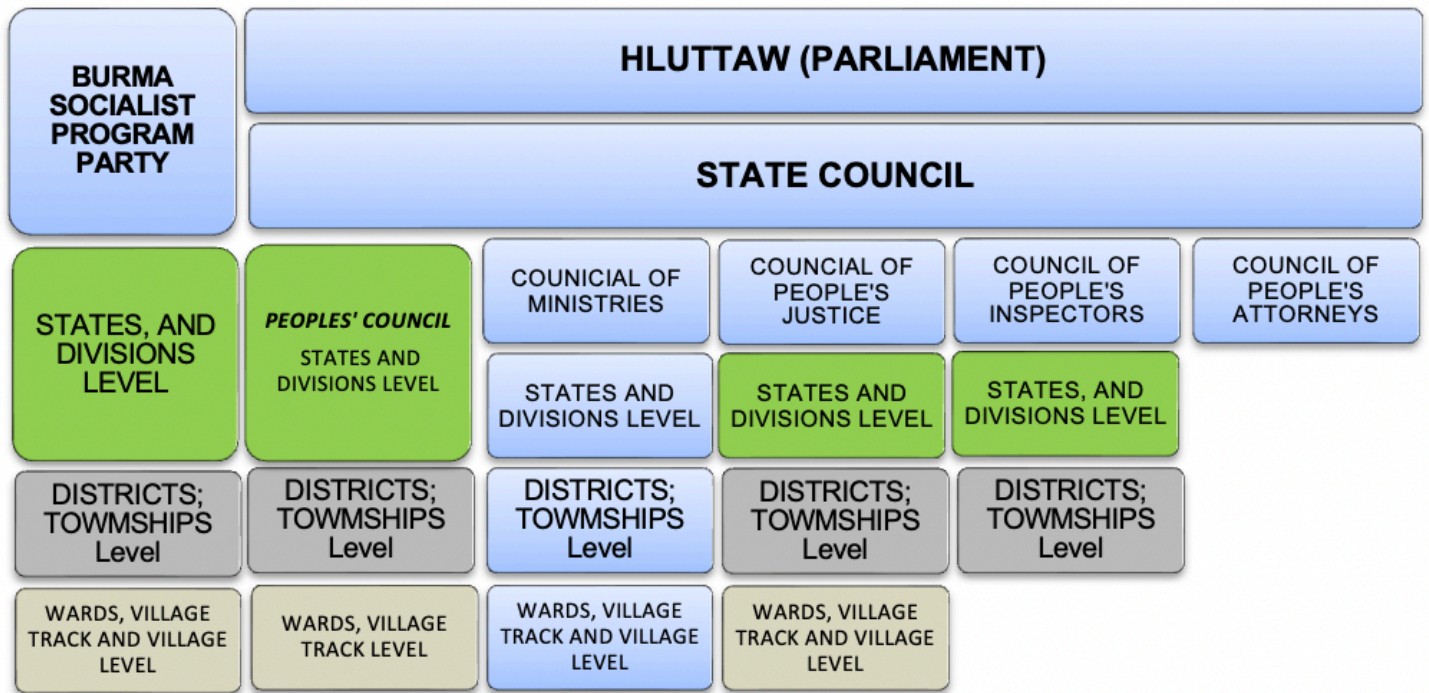 BURMA
SOCIALIST
PROGRAM
PARTY
HLUTTAW (PARLIAMENT)
STATE COUNCIL
STATES, AND
DIVISIONS
LEVEL
PEOPLES' COUNCIL
STATES AND
DIVISIONS LEVEL
COUNICIAL OF
MINISTRIES
COUNCIAL OF
PEOPLE'S
JUSTICE
COUNCIL OF
PEOPLE'S
INSPECTORS
COUNCIL OF
PEOPLE'S
ATTORNEYS
STATES AND
DIVISIONS LEVEL
STATES AND
DIVISIONS LEVEL
STATES, AND
DIVISIONS LEVEL
DISTRICTS;
TOWMSHIPS
Level
DISTRICTS;
TOWMSHIPS
Level
DISTRICTS;
TOWMSHIPS
Level
DISTRICTS;
TOWMSHIPS
Level
DISTRICTS;
TOWMSHIPS
Level
WARDS, VILLAGE
TRACK AND VILLAGE
LEVEL
WARDS, VILLAGE
TRACK LEVEL
WARDS, VILLAGE
TRACK AND VILLAGE
LEVEL
WARDS, VILLAGE
TRACK AND VILLAGE
LEVEL